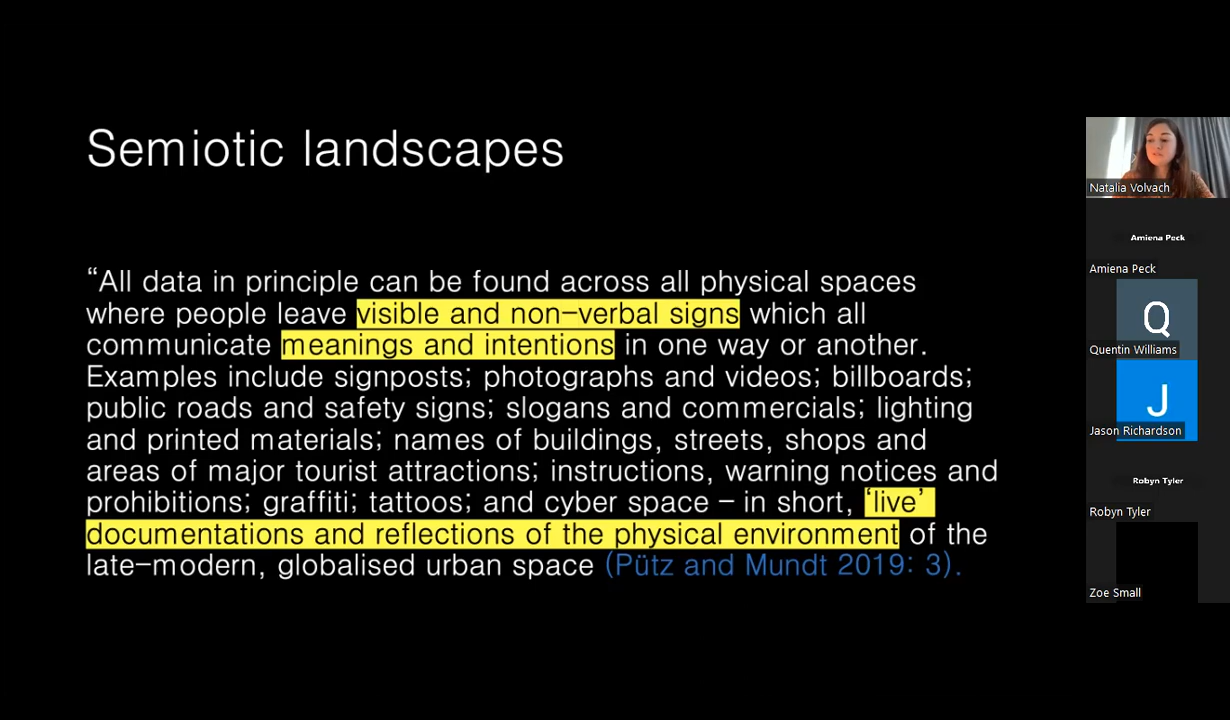 Semiotic landscapes
“All data in principle can be found across all physical spaces
where people leave visible and non-verbal signs which all
communicate meanings and intentions in one way or another.
Examples include signposts; photographs and videos; billboards;
public roads and safety signs; slogans and commercials; lighting
and printed materials; names of buildings, streets, shops and
areas of major tourist attractions; instructions, warning notices and
prohibitions; graffiti; tattoos; and cyber space – in short, ‘live’
documentations and reflections of the physical environment of the
late-modern, globalised urban space (Pütz and Mundt 2019: 3).
Natalia Volvach
Amiena Peck
Amiena Peck
Q
Quentin Williams
J
Jason Richardson
Robyn Tyler
Robyn Tyler
Zoe Small